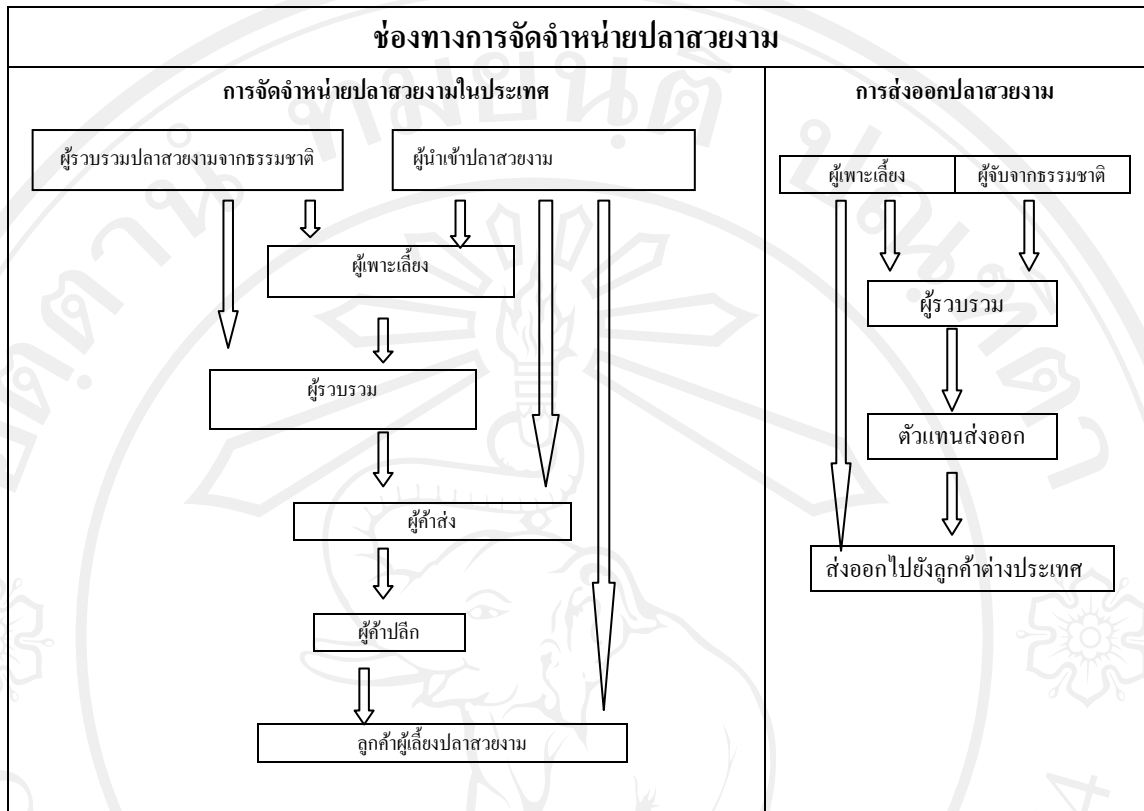 ช่องทางการจัดจำหน่ายปลาสวยงาม
การจัดจำหน่ายปลาสวยงามในประเทศ
ผู้รวบรวมปลาสวยงามจากธรรมชาติ
ผู้นำเข้าปลาสวยงาม
ผู้เพาะเลี้ยง
ผู้รวบรวม
ผู้ค้าส่ง
ผู้ค้าปลีก
ลูกค้าผู้เลี้ยงปลาสวยงาม
การส่งออกปลาสวยงาม
ผู้เพาะเลี้ยง
ผู้จับจากธรรมชาติ
ผู้รวบรวม
ตัวแทนส่งออก
ส่งออกไปยังลูกค้าต่างประเทศ